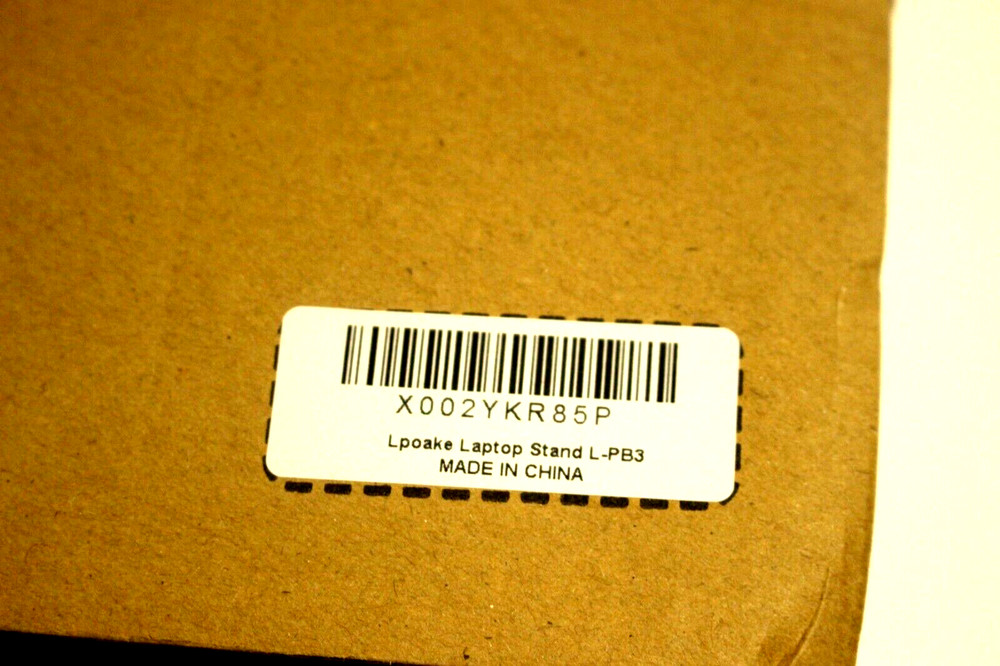 X002YKR85P
Lpoake Laptop Stand L-PB3
MADE IN CHINA